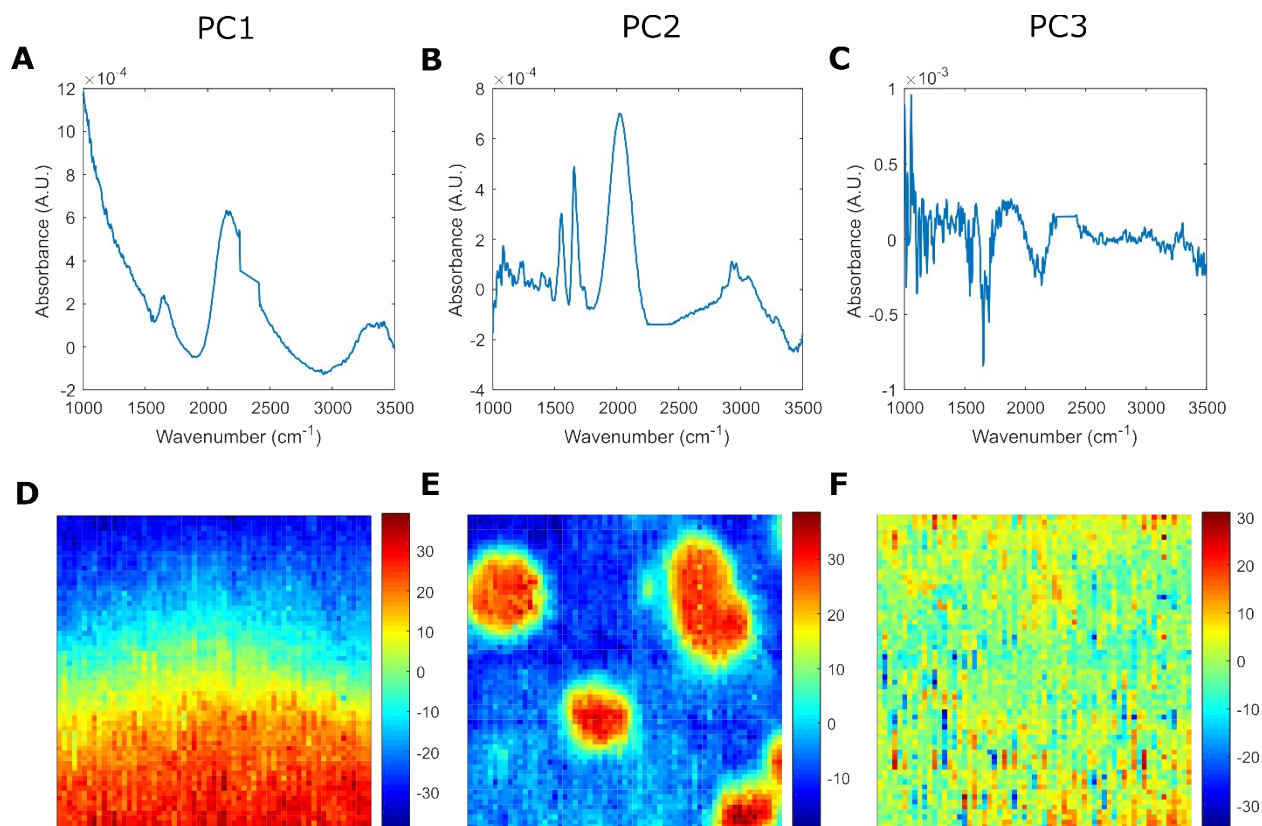 PC1
PC2
PC3
A
B
C
×10⁻⁴
12
10
8
6
4
2
0
-2
Absorbance (A.U.)
1000 1500 2000 2500 3000 3500
Wavenumber (cm⁻¹)
×10⁻⁴
8
6
4
2
0
-2
-4
Absorbance (A.U.)
1000 1500 2000 2500 3000 3500
Wavenumber (cm⁻¹)
×10⁻³
1
0.5
0
-0.5
-1
Absorbance (A.U.)
1000 1500 2000 2500 3000 3500
Wavenumber (cm⁻¹)
D
30
20
10
0
-10
-20
-30
E
30
20
10
0
-10
F
30
20
10
0
-10
-20
-30